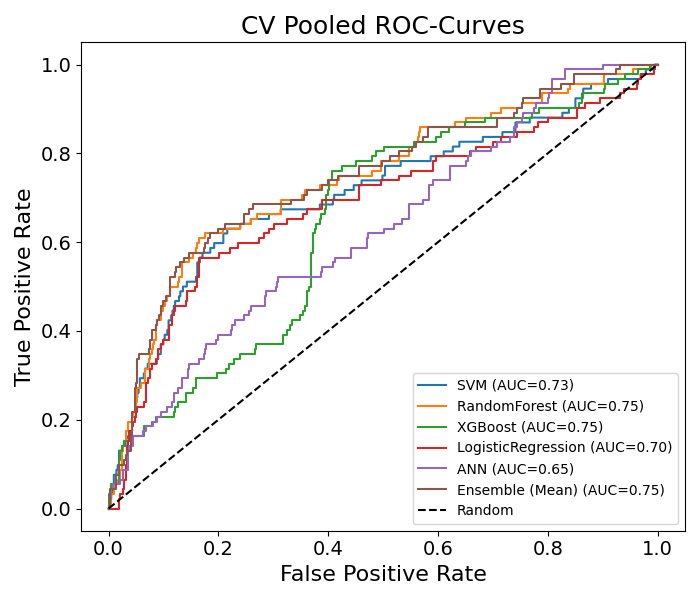 CV Pooled ROC-Curves
True Positive Rate
1.0
0.8
0.6
0.4
0.2
0.0
SVM (AUC=0.73)
RandomForest (AUC=0.75)
XGBoost (AUC=0.75)
LogisticRegression (AUC=0.70)
ANN (AUC=0.65)
Ensemble (Mean) (AUC=0.75)
Random
0.0 0.2 0.4 0.6 0.8 1.0
False Positive Rate